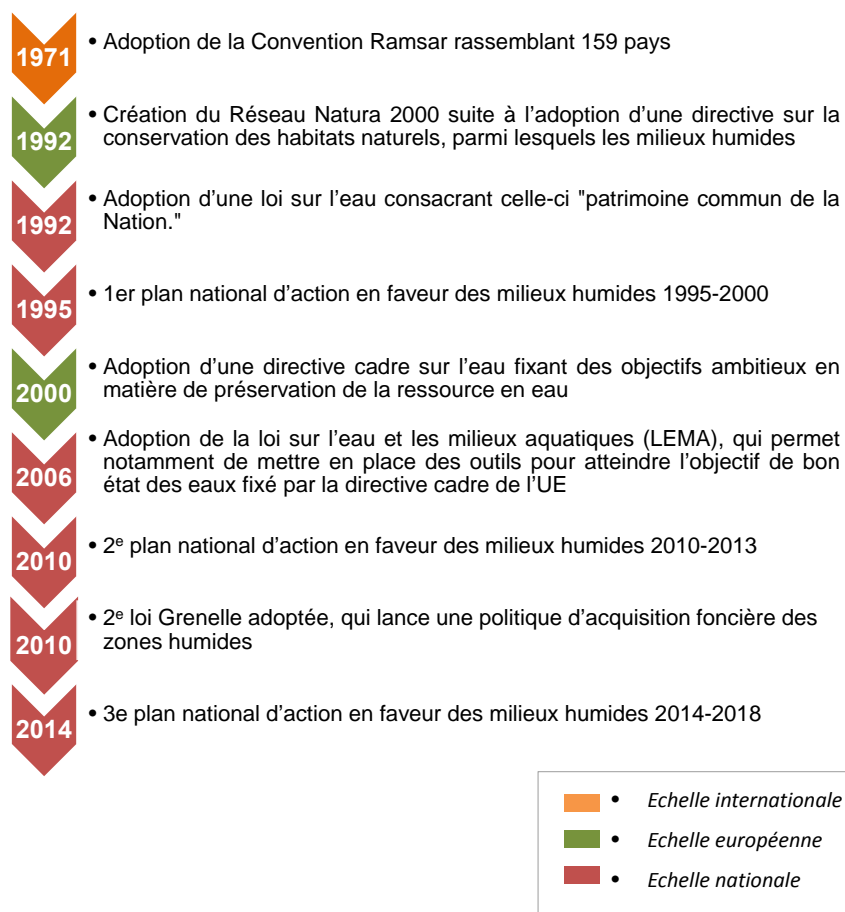 1971
• Adoption de la Convention Ramsar rassemblant 159 pays
1992
• Création du Réseau Natura 2000 suite à l’adoption d’une directive sur la
conservation des habitats naturels, parmi lesquels les milieux humides
1992
• Adoption d’une loi sur l’eau consacrant celle-ci "patrimoine commun de la
Nation."
1995
• 1er plan national d’action en faveur des milieux humides 1995-2000
2000
• Adoption d’une directive cadre sur l’eau fixant des objectifs ambitieux en
matière de préservation de la ressource en eau
2006
• Adoption de la loi sur l’eau et les milieux aquatiques (LEMA), qui permet
notamment de mettre en place des outils pour atteindre l’objectif de bon
état des eaux fixé par la directive cadre de l’UE
2010
• 2e plan national d’action en faveur des milieux humides 2010-2013
2010
• 2e loi Grenelle adoptée, qui lance une politique d’acquisition foncière des
zones humides
2014
• 3e plan national d’action en faveur des milieux humides 2014-2018
• Echelle internationale
• Echelle européenne
• Echelle nationale